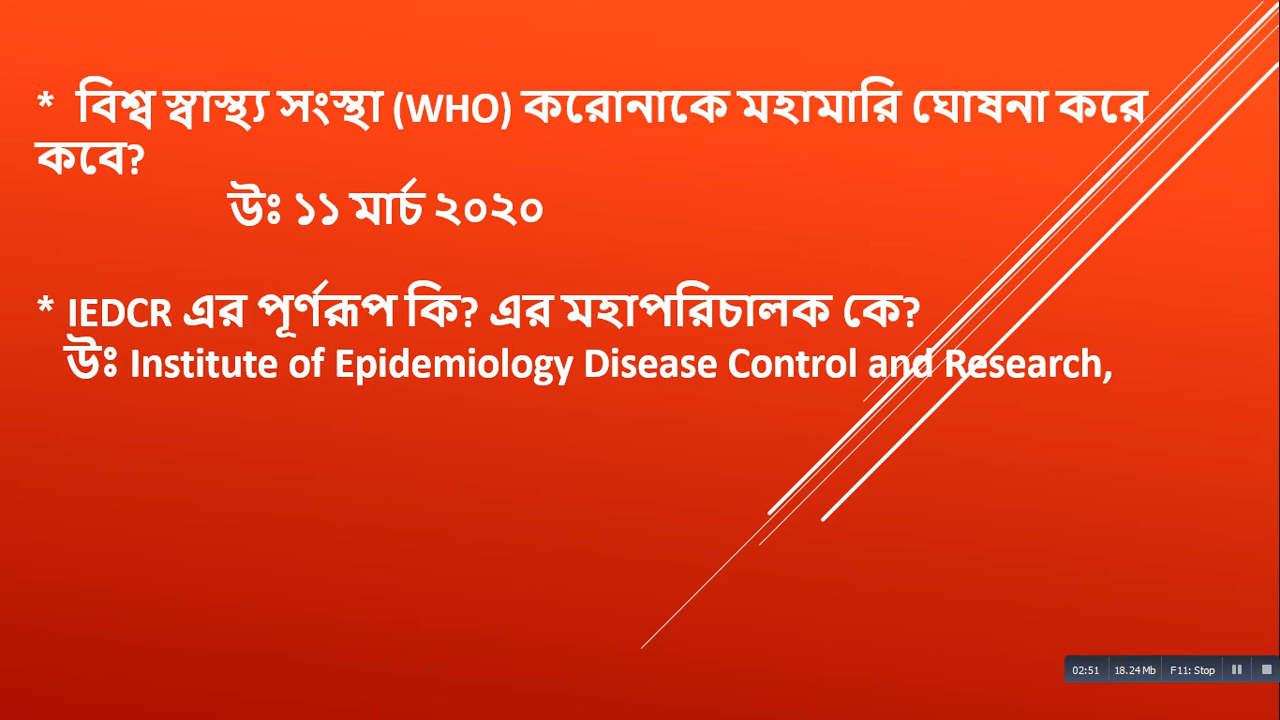 * বিশ্ব স্বাস্থ্য সংস্থা (WHO) করোনাকে মহামারি ঘোষনা করে
কবে?
উঃ ১১ মার্চ ২০২০
* IEDCR এর পূর্ণরূপ কি? এর মহাপরিচালক কে?
উঃ Institute of Epidemiology Disease Control and Research,
02:51 18.24 Mb F11: Stop